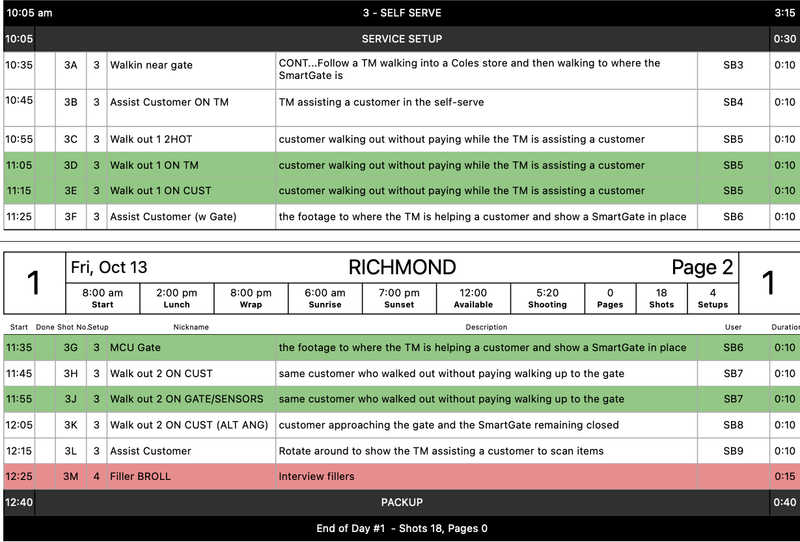 10:05 am 3 - SELF SERVE 3:15
10:05 SERVICE SETUP 0:30
10:35 3A 3 Walkin near gate CONT...Follow a TM walking into a Coles store and then walking to where the SmartGate is SB3 0:10
10:45 3B 3 Assist Customer ON TM TM assisting a customer in the self-serve SB4 0:10
10:55 3C 3 Walk out 1 2HOT customer walking out without paying while the TM is assisting a customer SB5 0:10
11:05 3D 3 Walk out 1 ON TM customer walking out without paying while the TM is assisting a customer SB5 0:10
11:15 3E 3 Walk out 1 ON CUST customer walking out without paying while the TM is assisting a customer SB5 0:10
11:25 3F 3 Assist Customer (w Gate) the footage to where the TM is helping a customer and show a SmartGate in place SB6 0:10
1 Fri, Oct 13 RICHMOND Page 2 1
8:00 am 2:00 pm 8:00 pm 6:00 am 7:00 pm 12:00 5:20 0 18 4
Start Lunch Wrap Sunrise Sunset Available Shooting Pages Shots Setups
Start Done Shot No. Setup Nickname Description User Duration
11:35 3G 3 MCU Gate the footage to where the TM is helping a customer and show a SmartGate in place SB6 0:10
11:45 3H 3 Walk out 2 ON CUST same customer who walked out without paying walking up to the gate SB7 0:10
11:55 3J 3 Walk out 2 ON GATE/SENSORS same customer who walked out without paying walking up to the gate SB7 0:10
12:05 3K 3 Walk out 2 ON CUST (ALT ANG) customer approaching the gate and the SmartGate remaining closed SB8 0:10
12:15 3L 3 Assist Customer Rotate around to show the TM assisting a customer to scan items SB9 0:10
12:25 3M 4 Filler BROLL Interview fillers 0:15
12:40 PACKUP 0:40
End of Day #1 - Shots 18, Pages 0